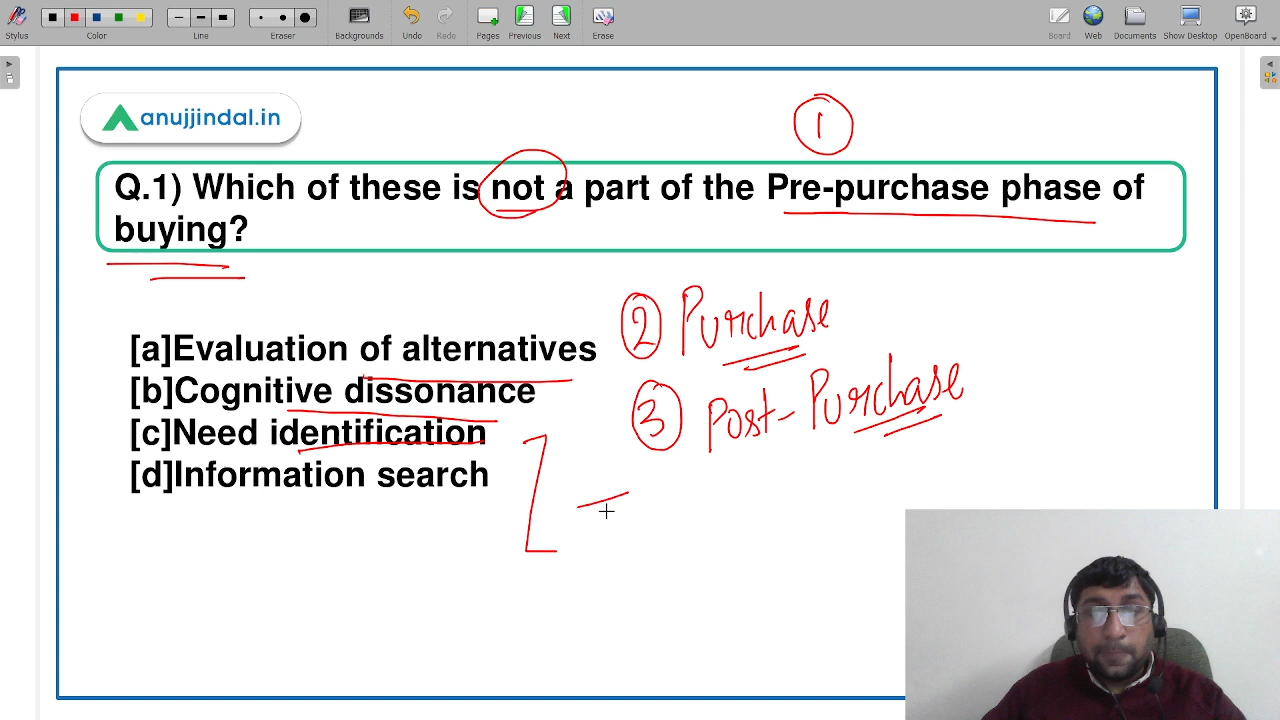 Stylus
Color
Line
Eraser
Backgrounds
Undo
Redo
Pages
Previous
Next
Erase
Board
Web
Documents
Show Desktop
OpenBoard
anujjindal.in
1
Q.1) Which of these is not a part of the Pre-purchase phase of
buying?
[a]Evaluation of alternatives
[b]Cognitive dissonance
[c]Need identification
[d]Information search
2 Purchase
3 Post-Purchase